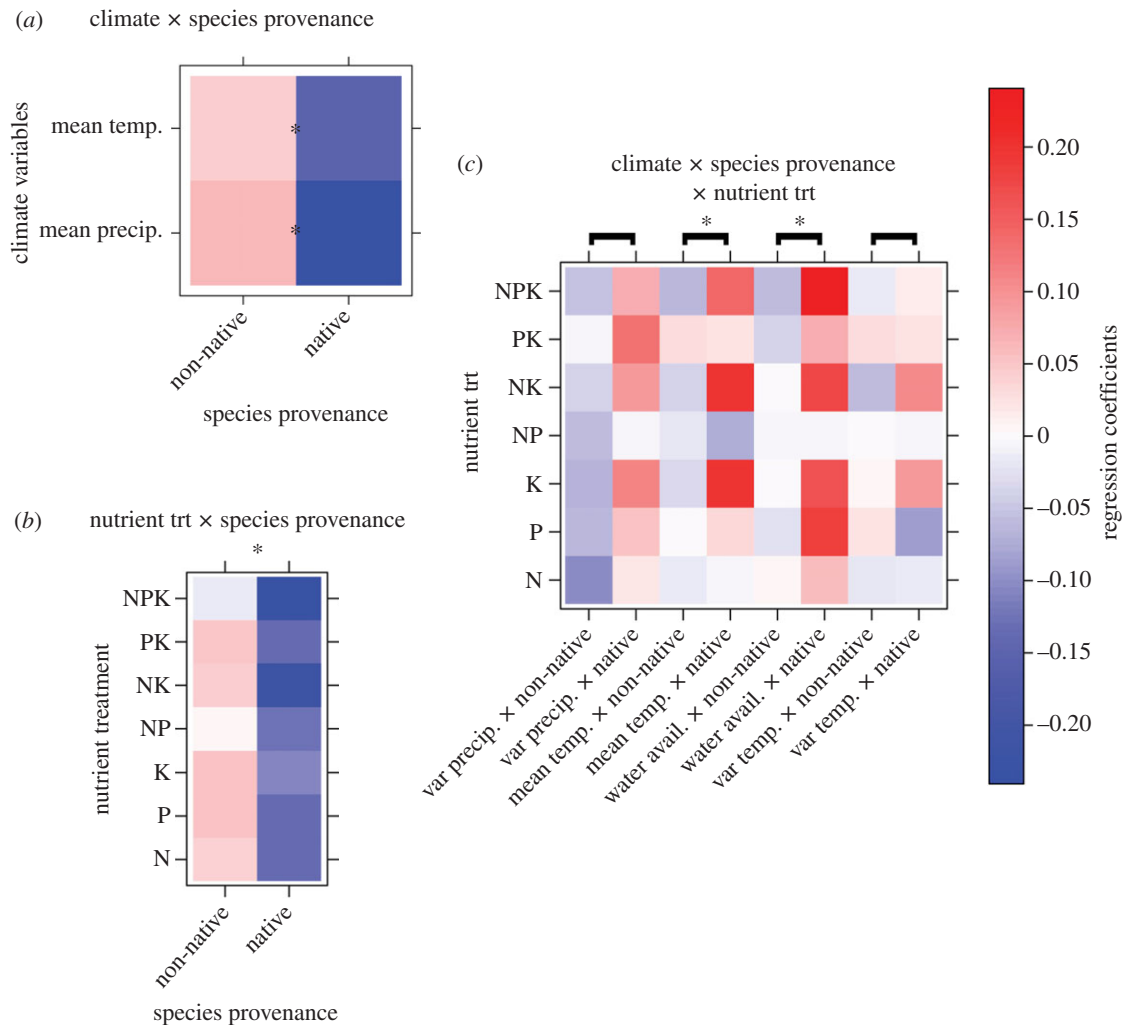 (a) climate × species provenance
climate variables
mean temp.
*
mean precip.
*
non-native
native
species provenance
(b) nutrient trt × species provenance
*
nutrient treatment
NPK
PK
NK
NP
K
P
N
non-native
native
species provenance
(c) climate × species provenance
× nutrient trt
* *
nutrient trt
NPK
PK
NK
NP
K
P
N
var precip. × non-native
var precip. × native
mean temp. × non-native
mean temp. × native
water avail. × non-native
water avail. × native
var temp. × non-native
var temp. × native
0.20
0.15
0.10
0.05
0
–0.05
–0.10
–0.15
–0.20
regression coefficients